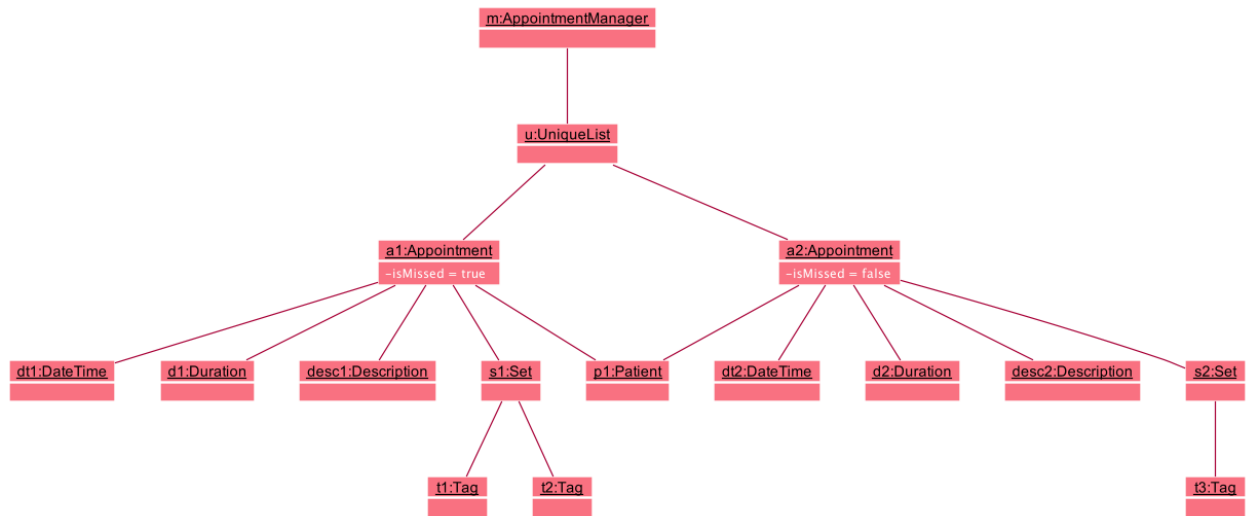 m:AppointmentManager
u:UniqueList
a1:Appointment
-isMissed = true
a2:Appointment
-isMissed = false
dt1:DateTime
d1:Duration
desc1:Description
s1:Set
p1:Patient
dt2:DateTime
d2:Duration
desc2:Description
s2:Set
t1:Tag
t2:Tag
t3:Tag